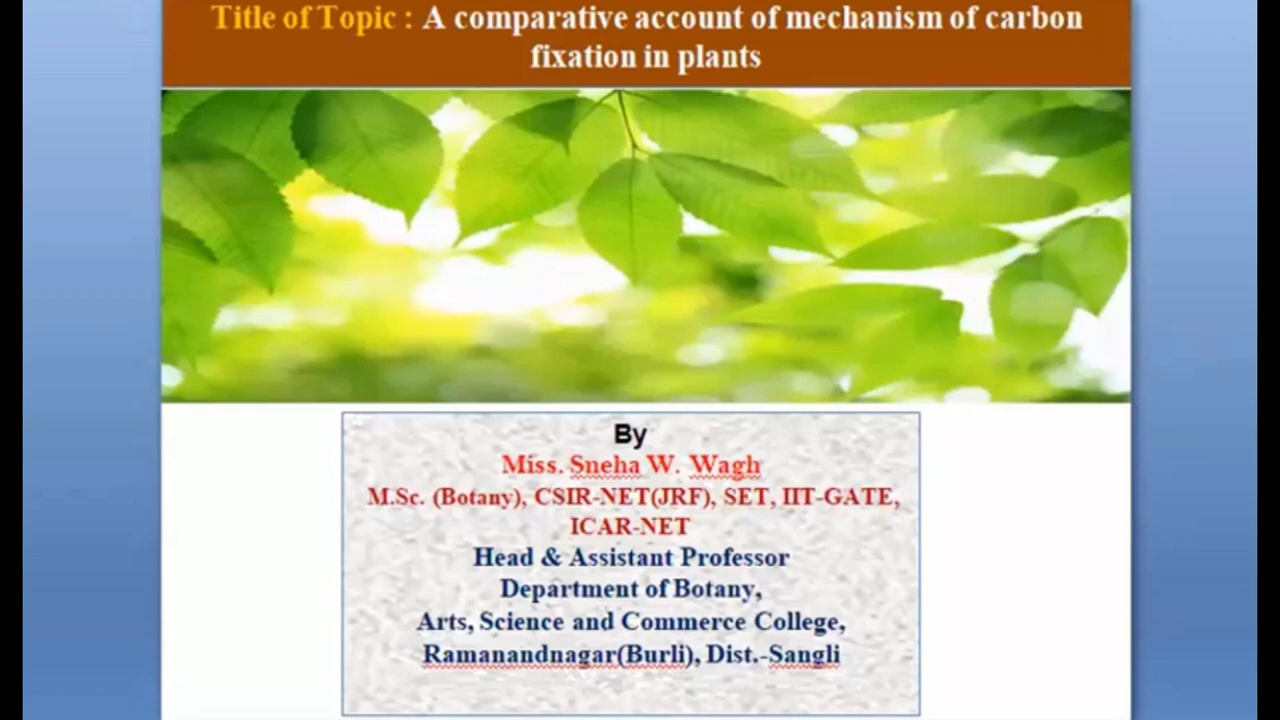 Title of Topic : A comparative account of mechanism of carbon
fixation in plants
By
Miss. Sneha W. Wagh
M.Sc. (Botany), CSIR-NET(JRF), SET, IIT-GATE,
ICAR-NET
Head & Assistant Professor
Department of Botany,
Arts, Science and Commerce College,
Ramanandnagar(Burli), Dist.-Sangli